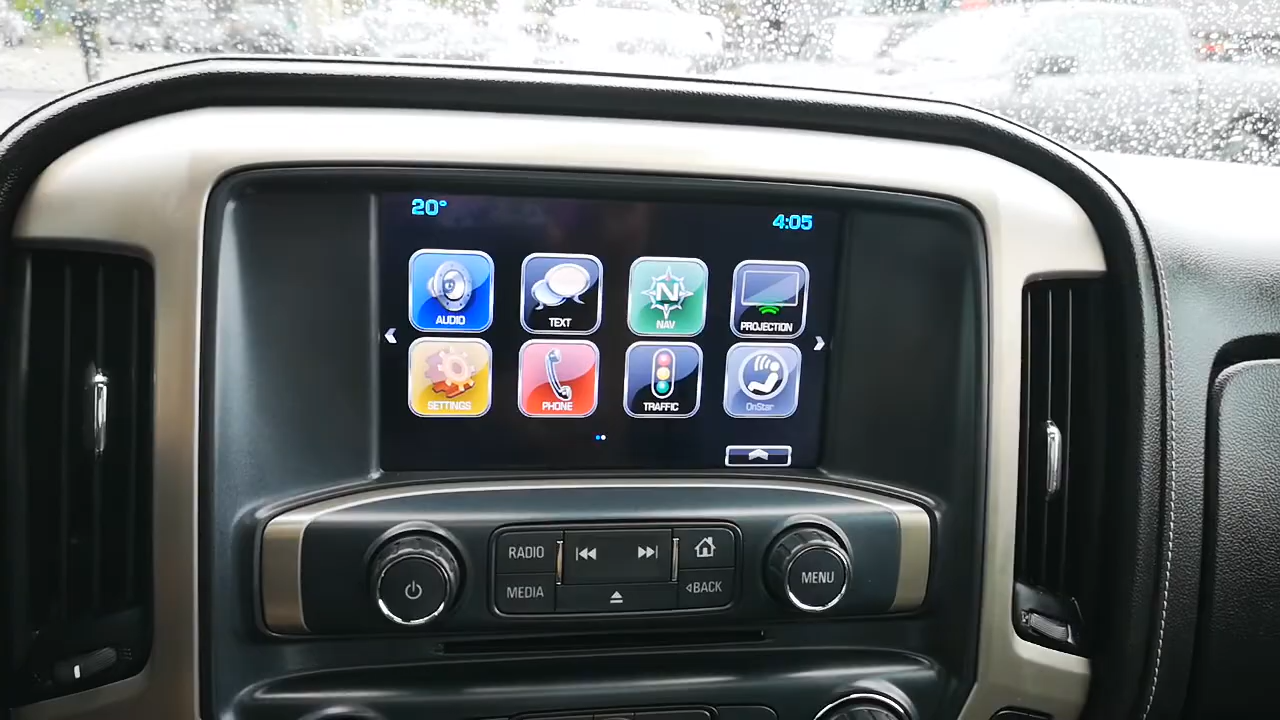 20°
4:05
AUDIO
TEXT
N
NAV
PROJECTION
SETTINGS
PHONE
TRAFFIC
OnStar
RADIO
MEDIA
BACK
MENU